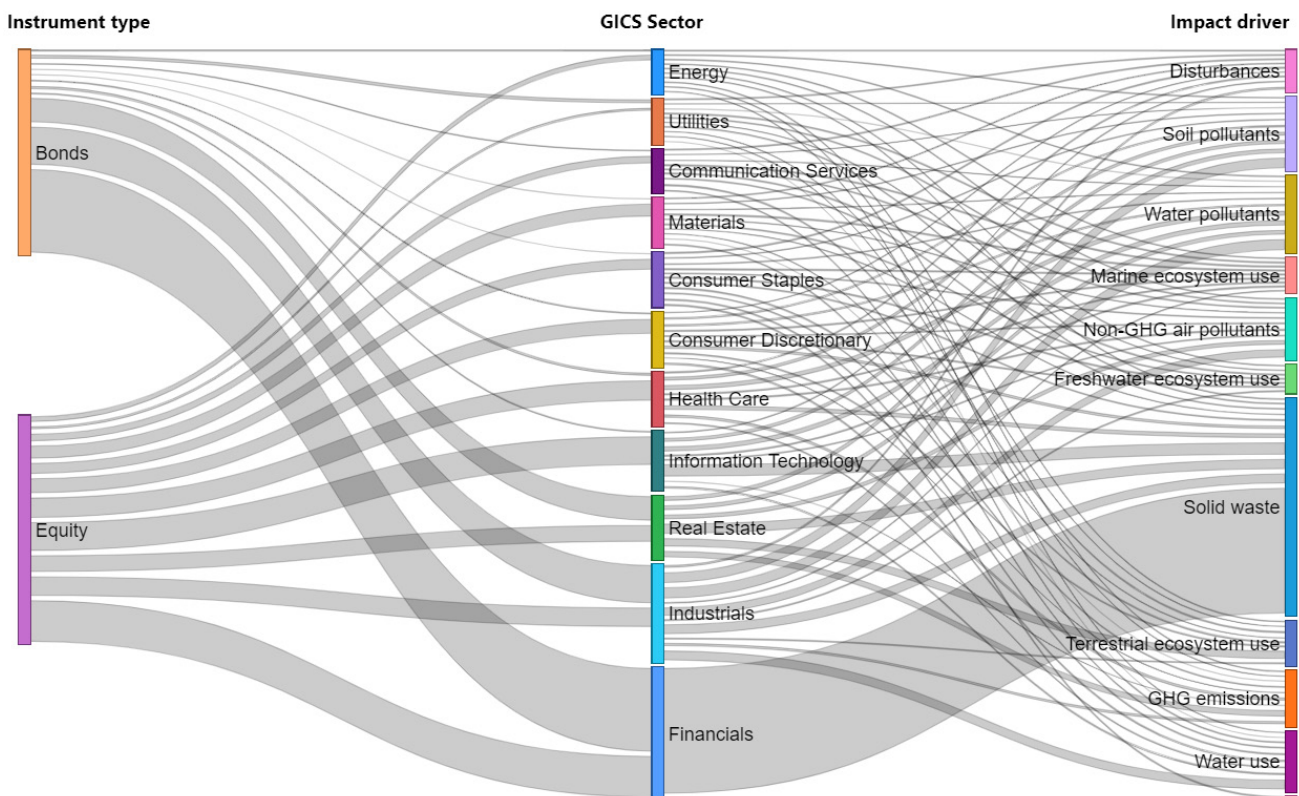 Instrument type
GICS Sector
Impact driver
Bonds
Equity
Energy
Utilities
Communication Services
Materials
Consumer Staples
Consumer Discretionary
Health Care
Information Technology
Real Estate
Industrials
Financials
Disturbances
Soil pollutants
Water pollutants
Marine ecosystem use
Non-GHG air pollutants
Freshwater ecosystem use
Solid waste
Terrestrial ecosystem use
GHG emissions
Water use